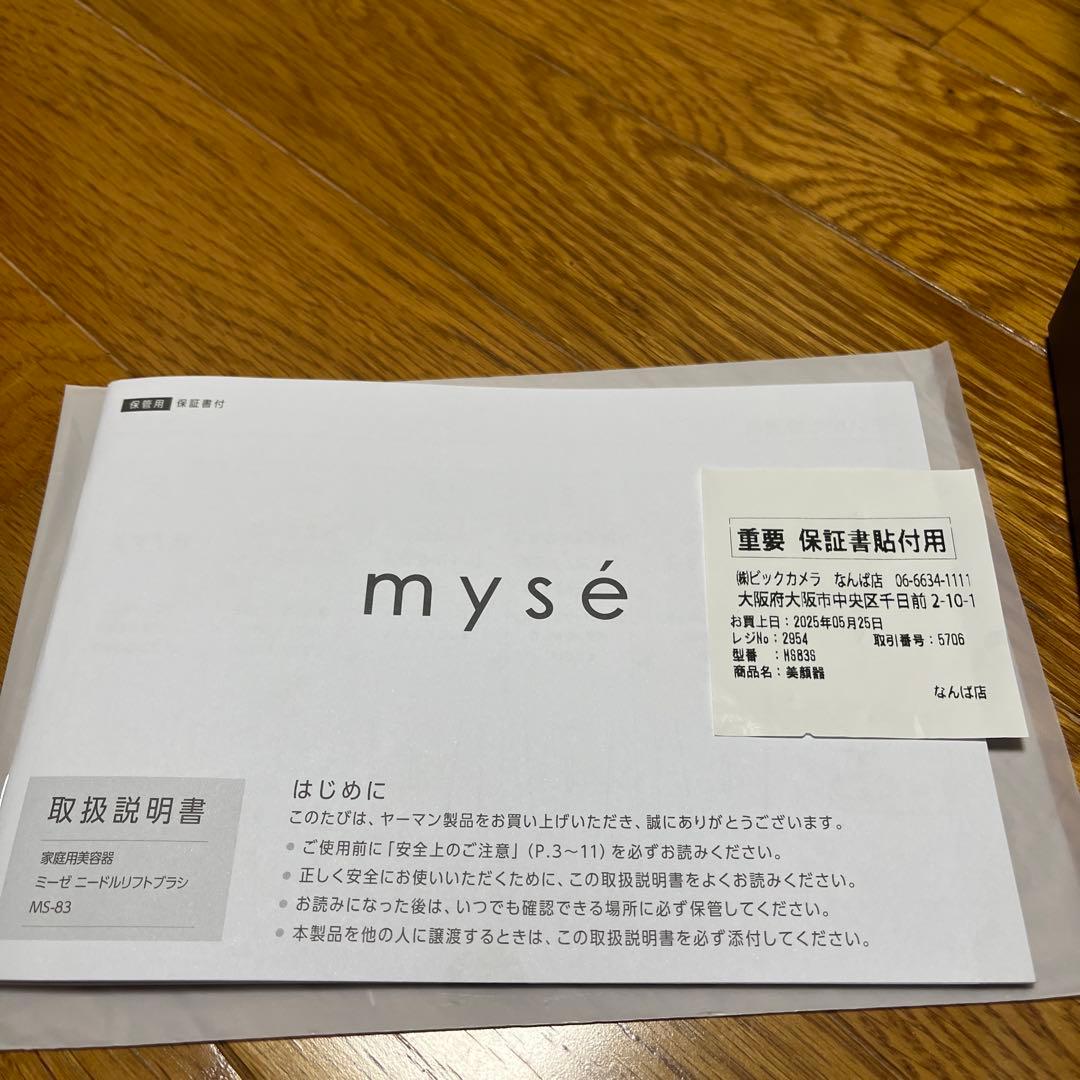 保管用 保証書付
mysé
重要 保証書貼付用
㈱ビックカメラ なんば店 06-6634-1111
大阪府大阪市中央区千日前 2-10-1
お買上日:2025年05月25日
レジNo:2954 取引番号:5706
型番 :MS83S
商品名:美顔器
なんば店
取扱説明書
家庭用美容器
ミーゼ ニードルリフトブラシ
MS-83
はじめに
このたびは、ヤーマン製品をお買い上げいただき、誠にありがとうございます。
● ご使用前に「安全上のご注意」(P.3~11)を必ずお読みください。
● 正しく安全にお使いいただくために、この取扱説明書をよくお読みください。
● お読みになった後は、いつでも確認できる場所に必ず保管してください。
● 本製品を他の人に譲渡するときは、この取扱説明書を必ず添付してください。